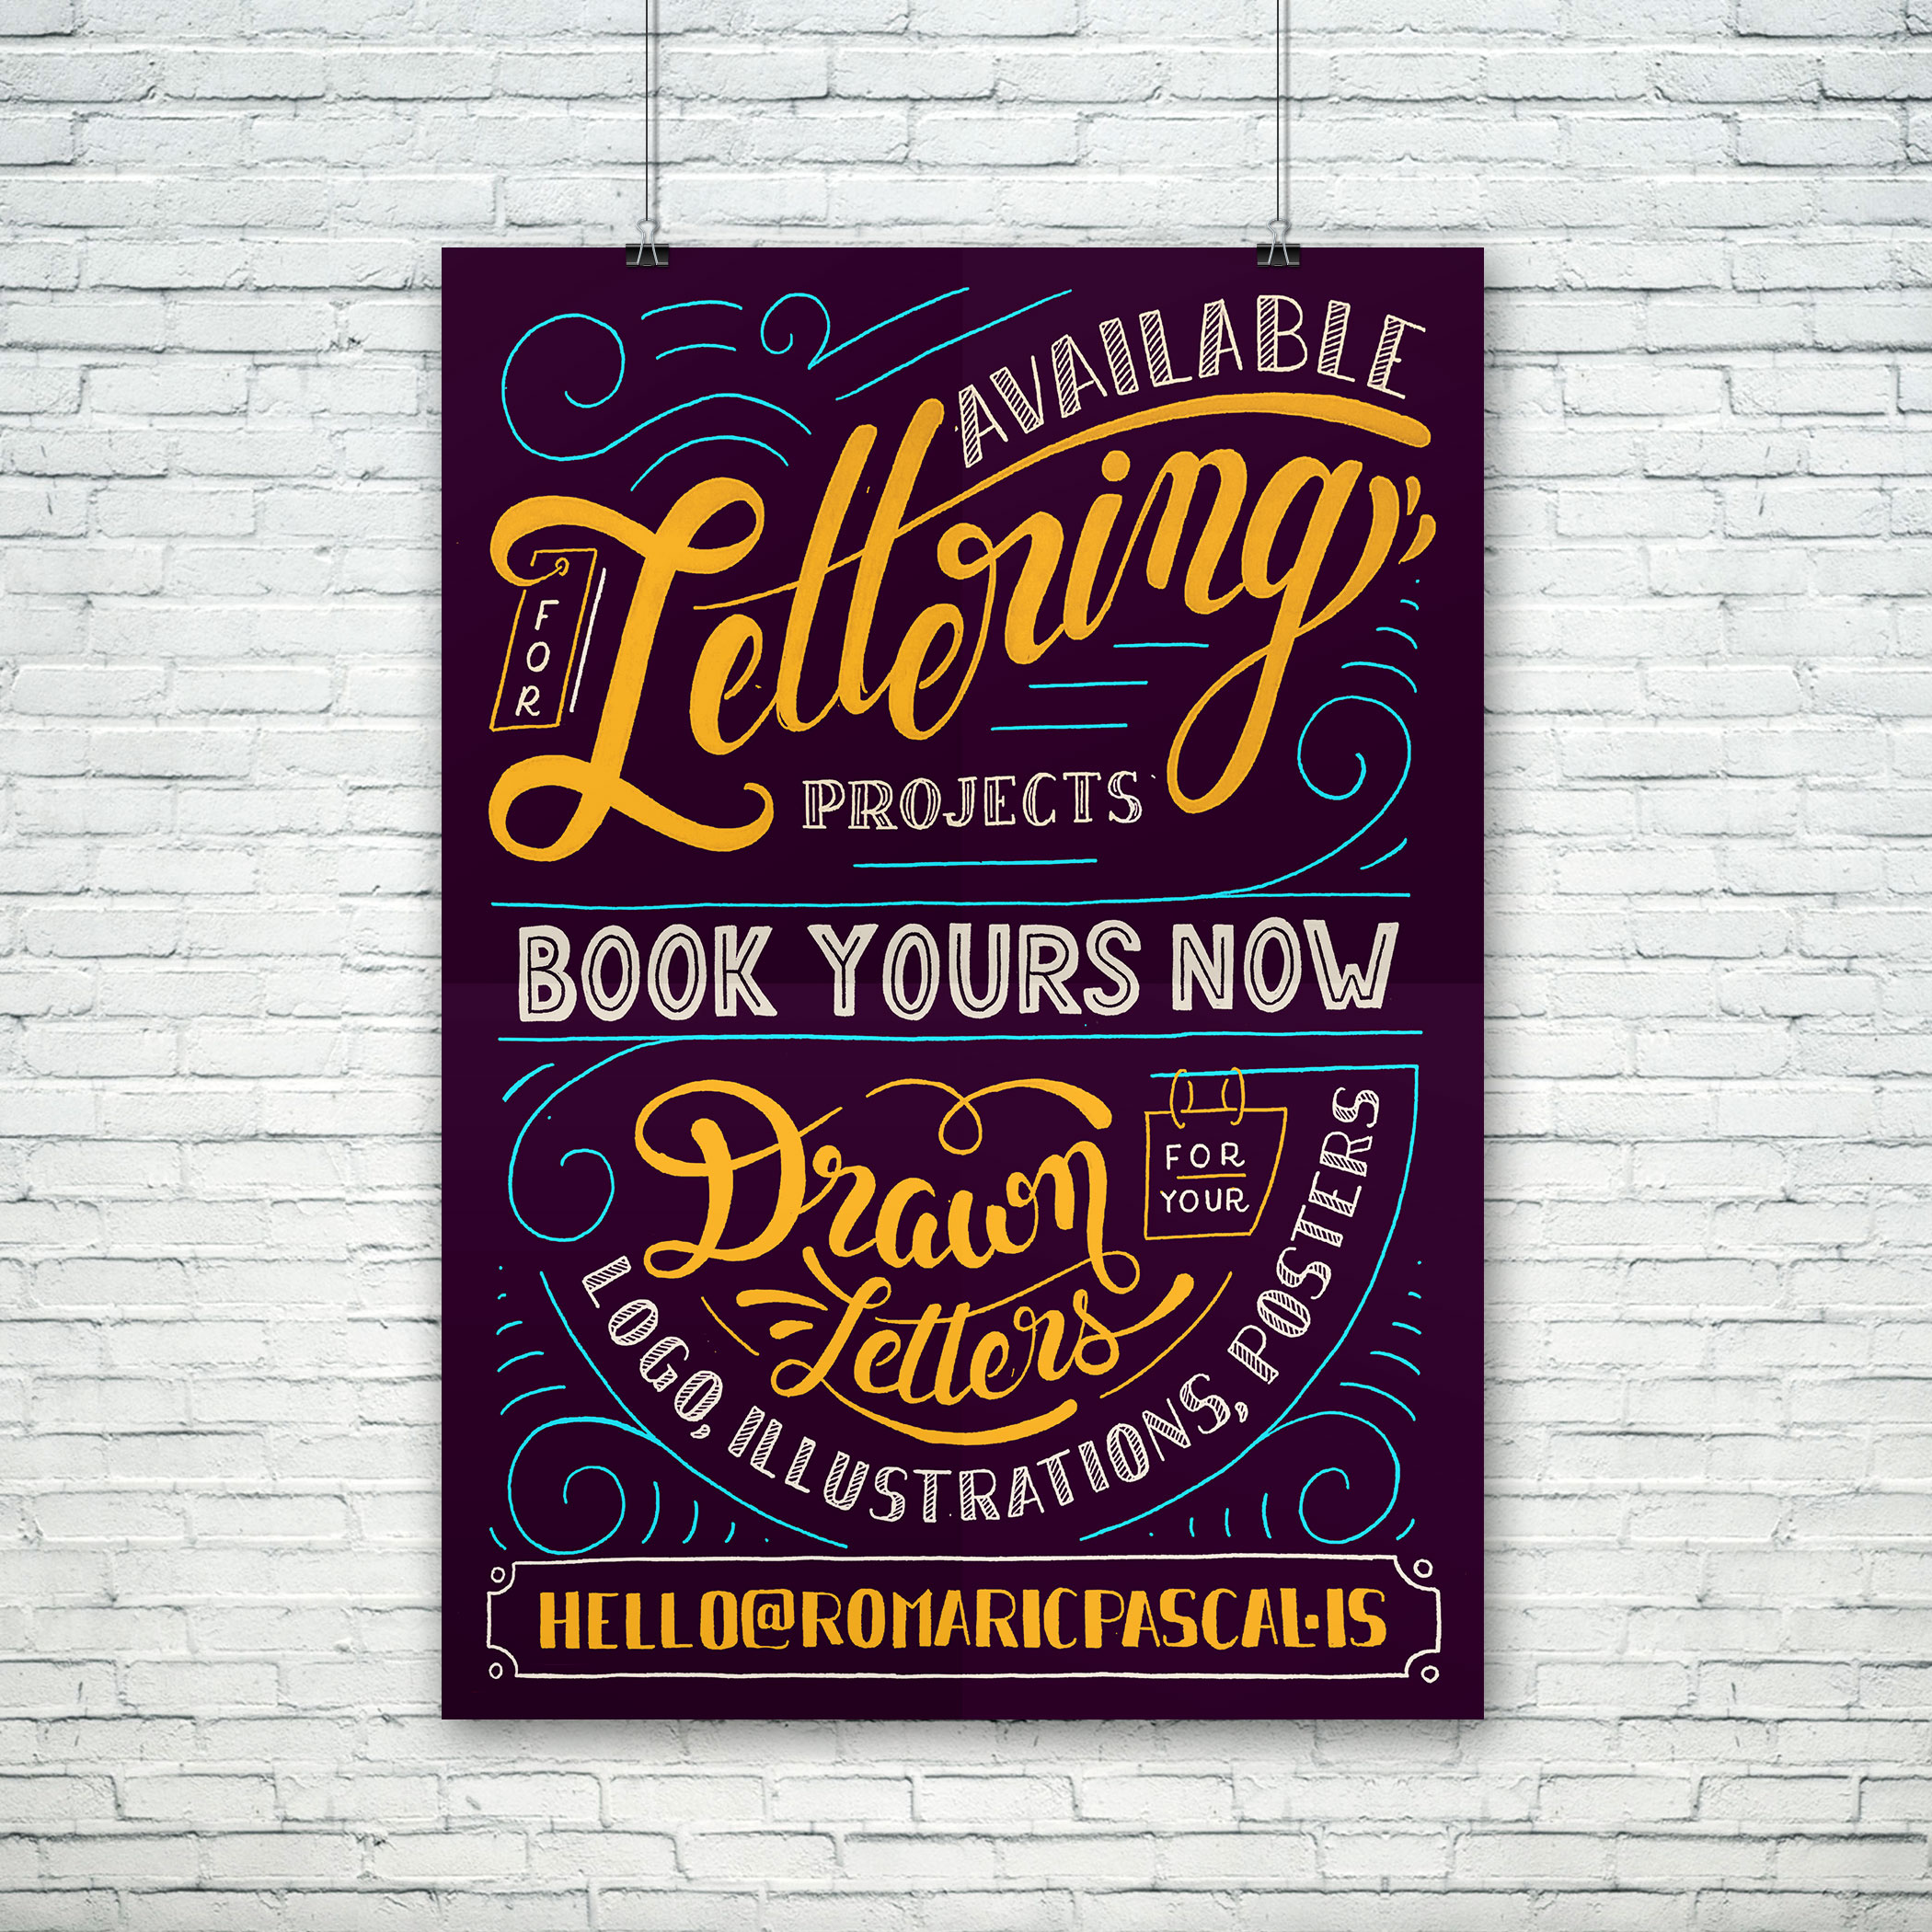 AVAILABLE
FOR
Lettering
PROJECTS
BOOK YOURS NOW
Drawn
Letters
FOR
YOUR
LOGO, ILLUSTRATIONS, POSTERS
HELLO@ROMARICPASCAL.IS